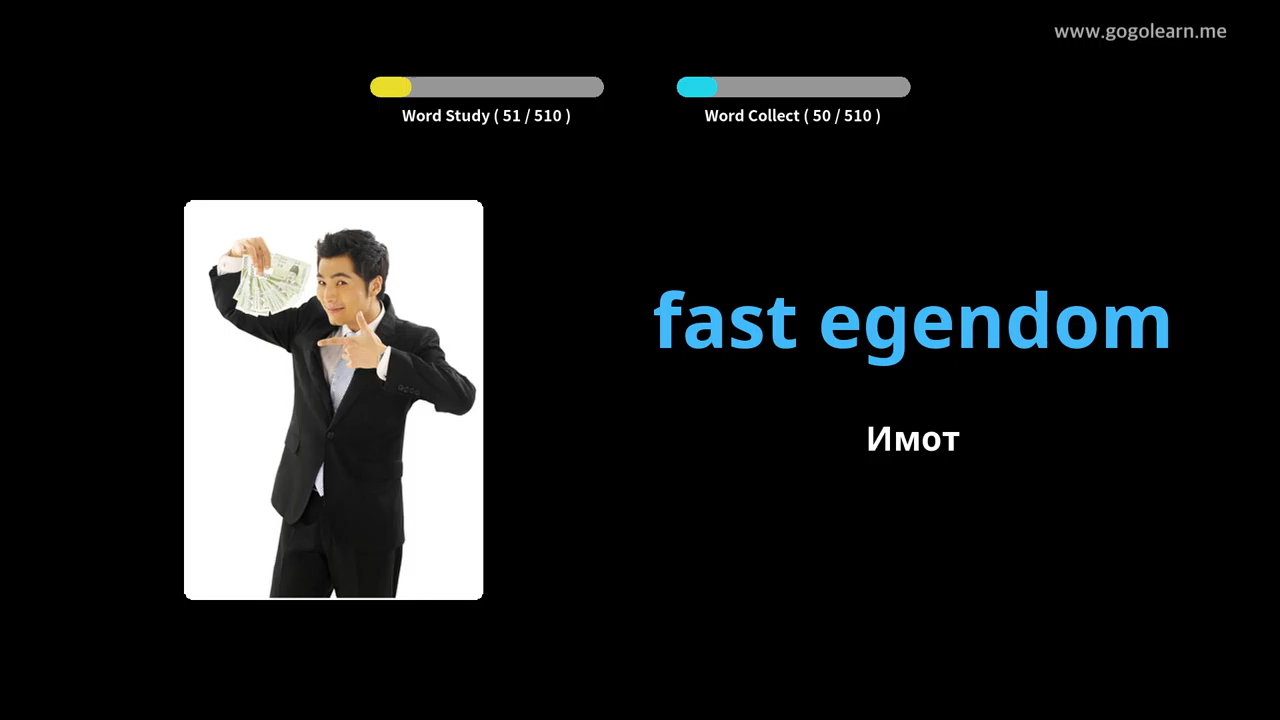 www.gogolearn.me
Word Study ( 51 / 510 )
Word Collect ( 50 / 510 )
fast egendom
Имот